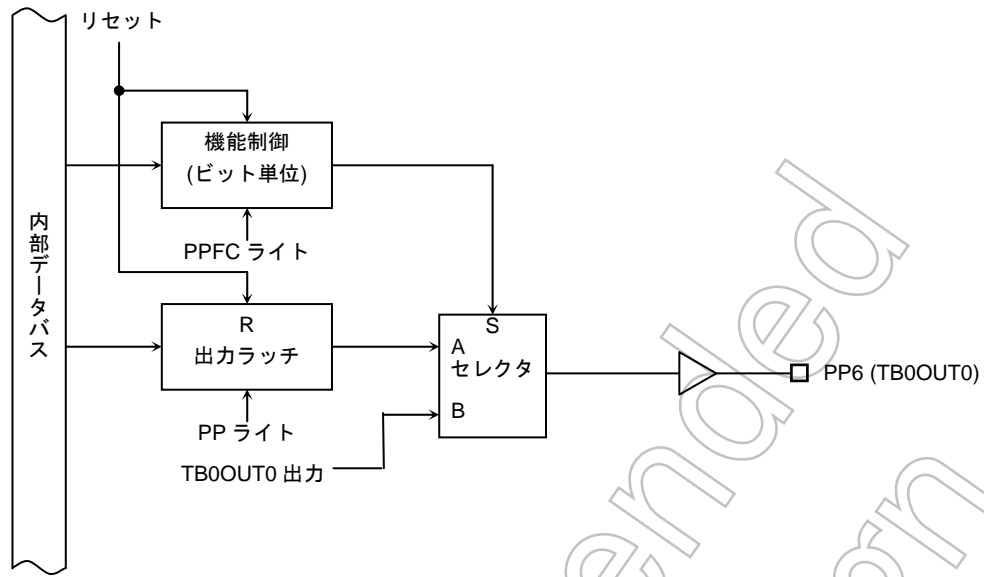 リセット
機能制御
(ビット単位)
内部データバス
PPFC ライト
R
出力ラッチ
S
A
セレクタ
B
PP6 (TB0OUT0)
PP ライト
TB0OUT0 出力
ended